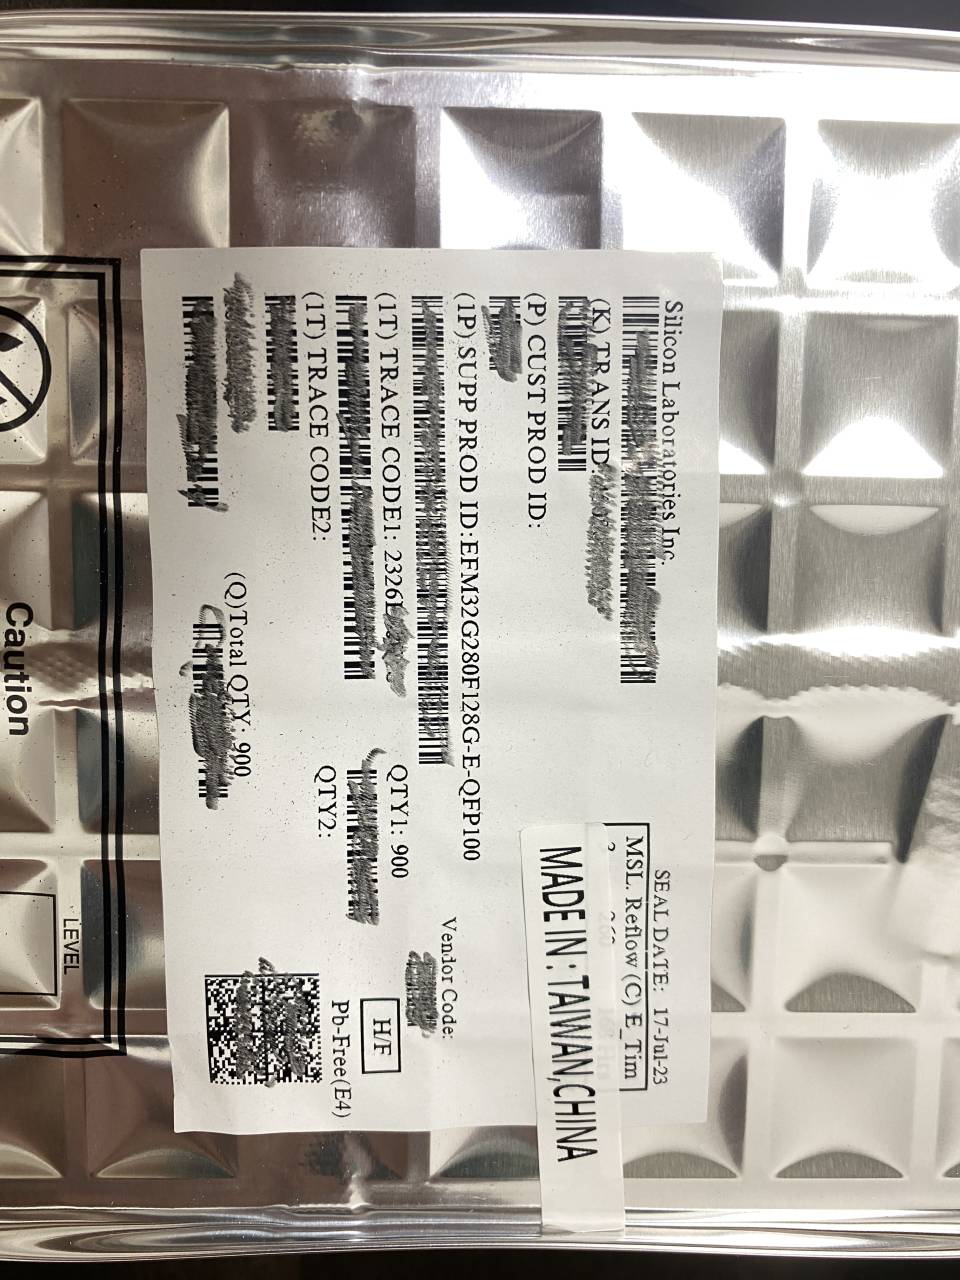 Silicon Laboratories Inc.
SEAL DATE: 17-Jul-23
MSL. Reflow (C) E_Tim
(K) TRANS ID:
(P) CUST PROD ID:
MADE IN : TAIWAN,CHINA
(1P) SUPP PROD ID:EFM32G280F128G-E-QFP100
Vendor Code:
(1T) TRACE CODE1: 2326
QTY1: 900
H/F
(1T) TRACE CODE2:
QTY2:
Pb-Free(E4)
(Q)Total QTY: 900
LEVEL
Caution